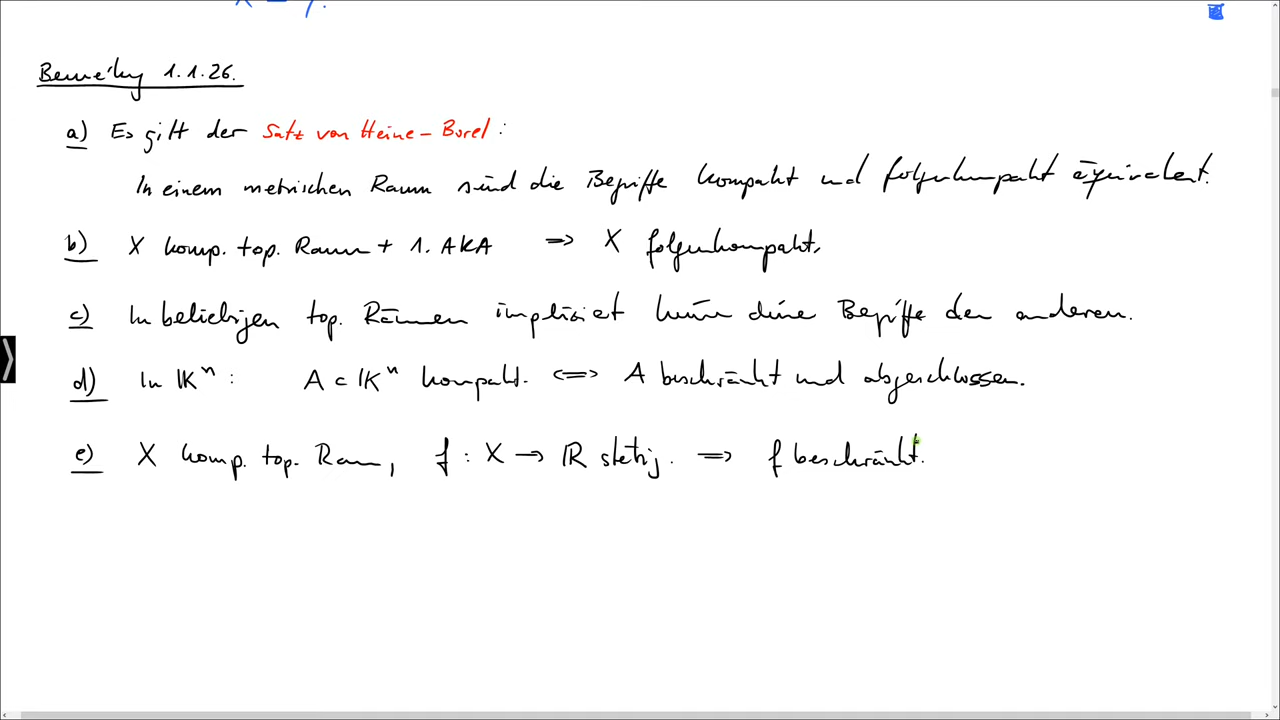 Bemerkung 1.1.26.
a) Es gilt der Satz von Heine-Borel:
In einem metrischen Raum sind die Begriffe kompakt und folgenkompakt äquivalent.
b) X komp. top. Raum + 1. AKA => X folgenkompakt.
c) In beliebigen top. Räumen impliziert keiner dieser Begriffe den anderen.
d) In 𝕂ⁿ: A ⊂ 𝕂ⁿ kompakt. <=> A beschränkt und abgeschlossen.
e) X komp. top. Raum, f: X → ℝ stetig. => f beschränkt.